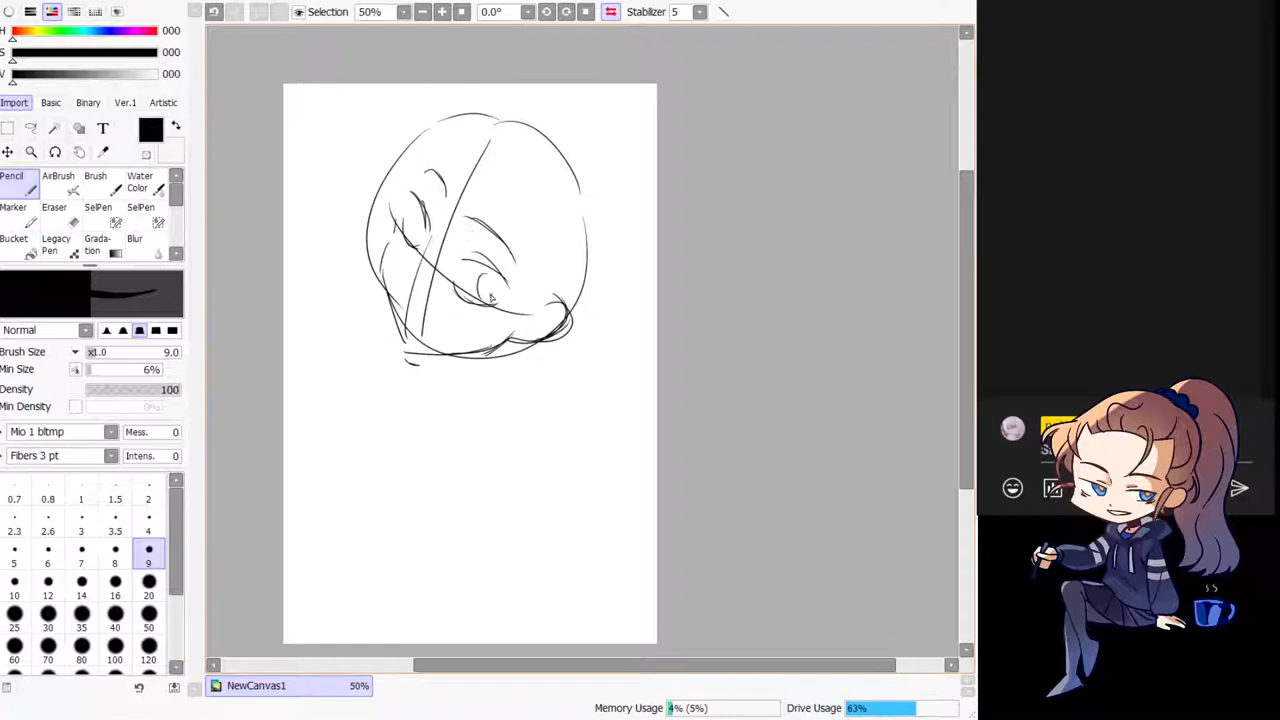 Selection 50% 0.0° Stabilizer 5
H 000
S 000
V 000
Import Basic Binary Ver.1 Artistic
T
Pencil AirBrush Brush Water Color
Marker Eraser SelPen SelPen
Bucket Legacy Pen Grada-tion Blur
Normal
Brush Size x1.0 9.0
Min Size 6%
Density 100
Min Density 0%
Mio 1 bltmp Mess. 0
Fibers 3 pt Intens. 0
0.7 0.8 1 1.5 2
2.3 2.6 3 3.5 4
5 6 7 8 9
10 12 14 16 20
25 30 35 40 50
60 80 100 120
NewCanvas1 50%
Memory Usage 4% (5%) Drive Usage 63%